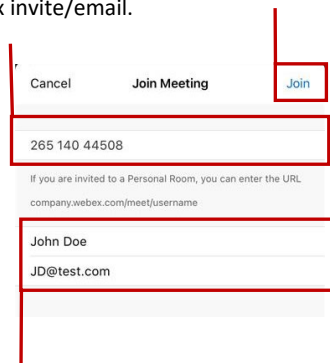 invite/email.
Cancel Join Meeting Join
265 140 44508
If you are invited to a Personal Room, you can enter the URL
company.webex.com/meet/username
John Doe
JD@test.com